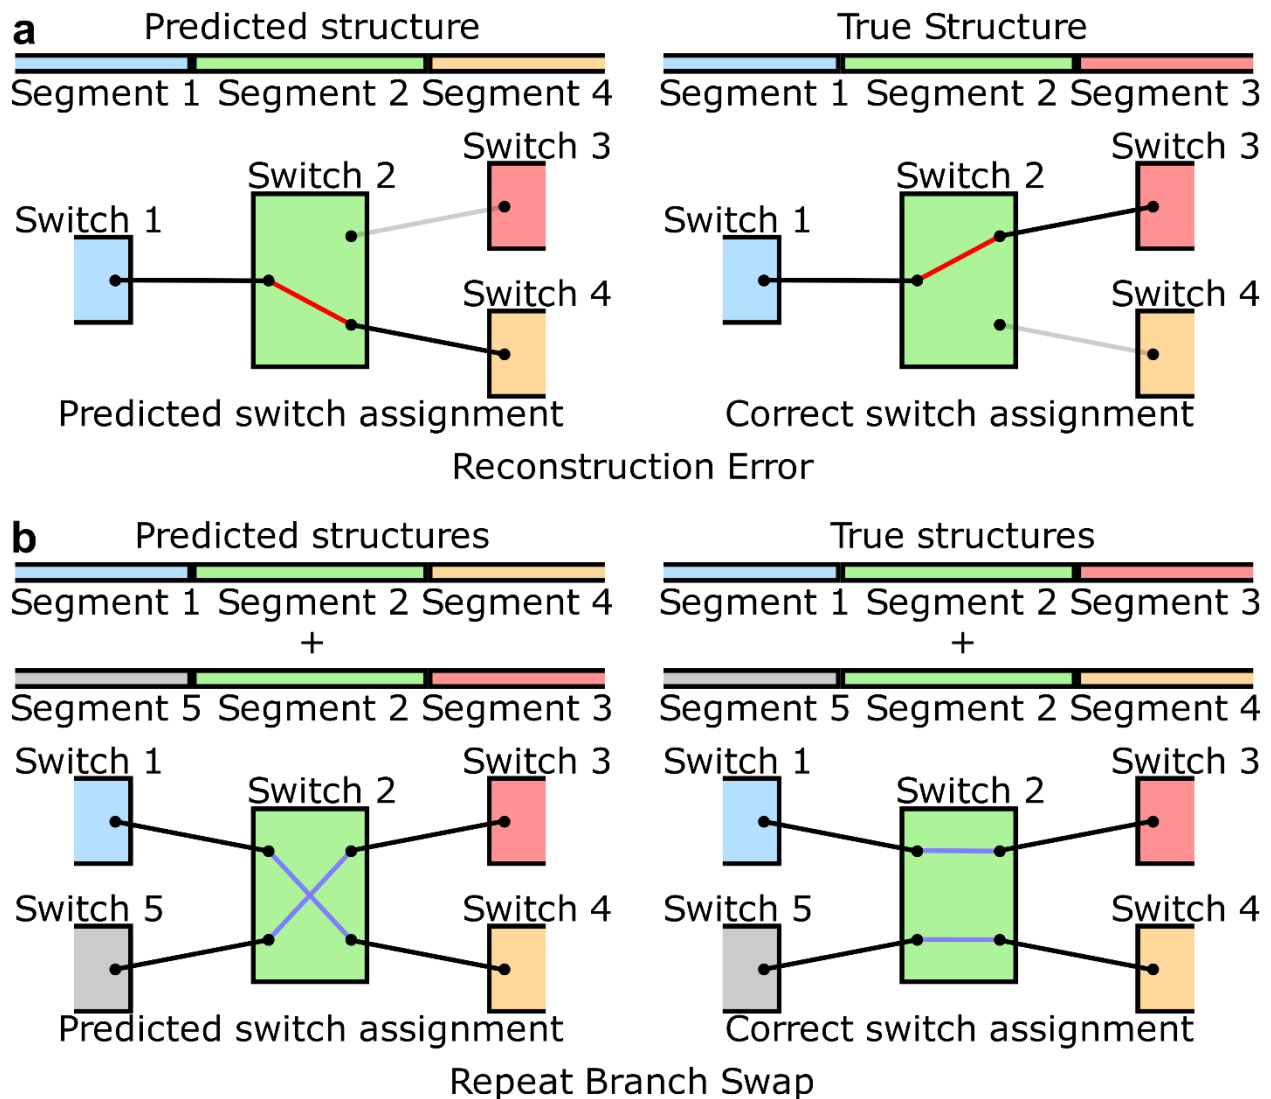 a
Predicted structure True Structure
Segment 1 Segment 2 Segment 4 Segment 1 Segment 2 Segment 3
Switch 3 Switch 3
Switch 2 Switch 2
Switch 1 Switch 1
Switch 4 Switch 4
Predicted switch assignment Correct switch assignment
Reconstruction Error
b
Predicted structures True structures
Segment 1 Segment 2 Segment 4 Segment 1 Segment 2 Segment 3
+ +
Segment 5 Segment 2 Segment 3 Segment 5 Segment 2 Segment 4
Switch 1 Switch 3 Switch 1 Switch 3
Switch 2 Switch 2
Switch 5 Switch 4 Switch 5 Switch 4
Predicted switch assignment Correct switch assignment
Repeat Branch Swap